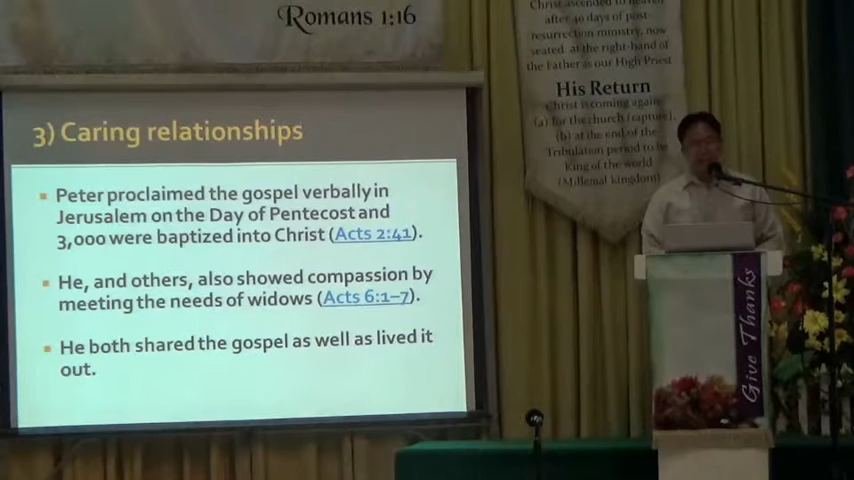 Romans 1:16
3) Caring relationships
Peter proclaimed the gospel verbally in
Jerusalem on the Day of Pentecost and
3,000 were baptized into Christ (Acts 2:41).
He, and others, also showed compassion by
meeting the needs of widows (Acts 6:1–7).
He both sharing the gospel as well as lived it
out.
Christ ascended to heaven
after 40 days of post
resurrection ministry, now
seated at the right hand of
the Father as our High Priest
His Return
Christ is coming again
(a) for the church (rapture),
(b) at the end of the
Tribulation period to
king of the world
(Millenial Kingdom)
Give Thanks